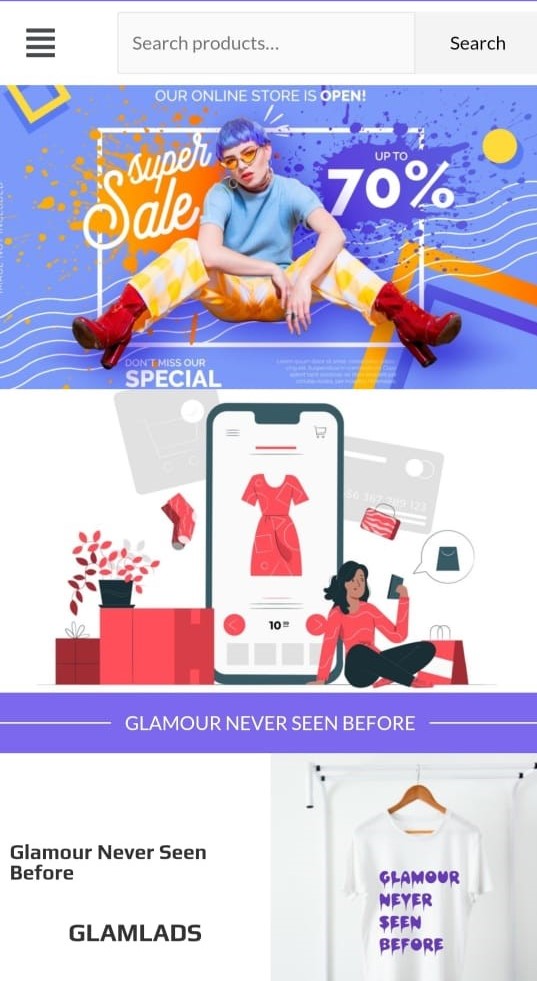 Search products...
Search
OUR ONLINE STORE IS OPEN!
super
Sale
UP TO
70%
DON'T MISS OUR
SPECIAL
10
GLAMOUR NEVER SEEN BEFORE
Glamour Never Seen
Before
GLAMLADS
GLAMOUR
NEVER
SEEN
BEFORE